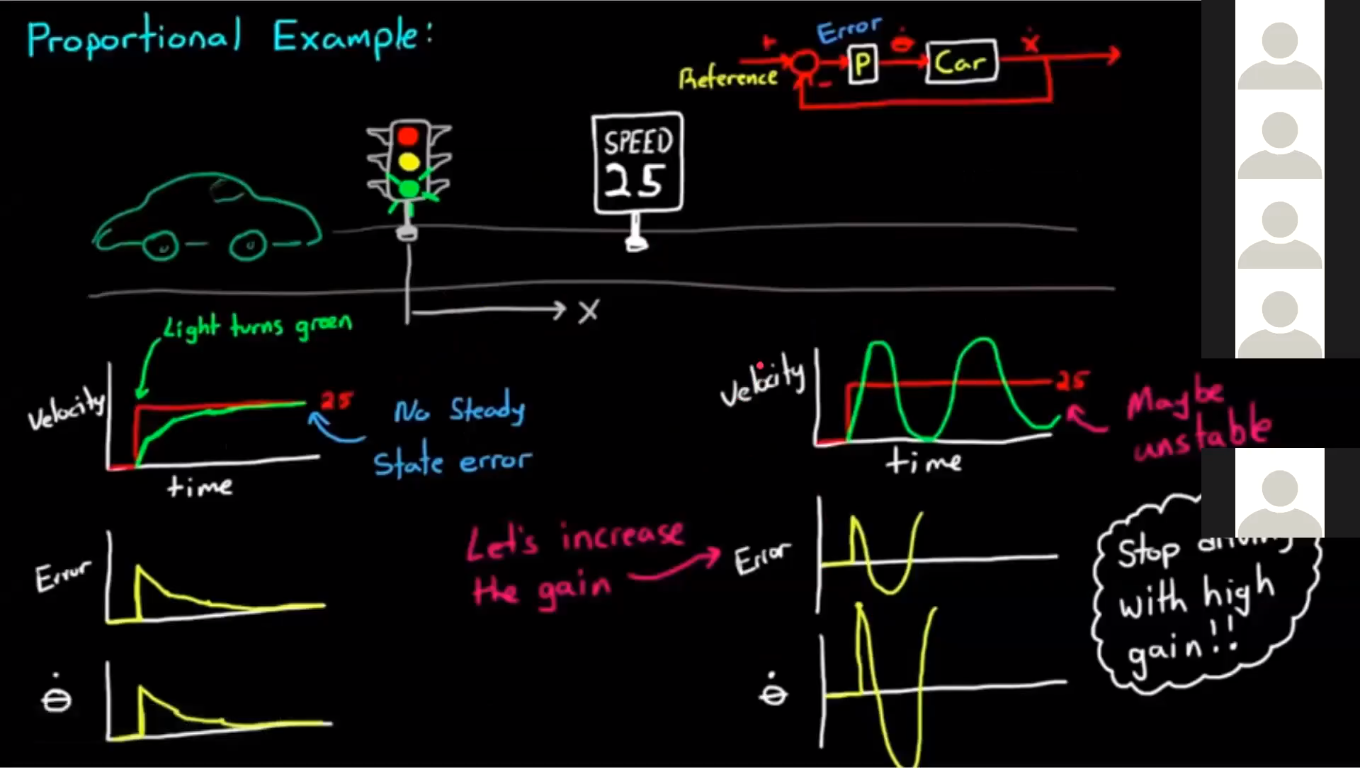 Proportional Example:
Error
+
θ̇
ẋ
Reference
P
Car
-
SPEED
25
X
Light turns green
Velocity
25
No Steady
State error
time
Velocity
25
Maybe
unstable
time
Error
Let's increase
the gain
Error
Stop driving
with high
gain!!
θ̇
θ̇